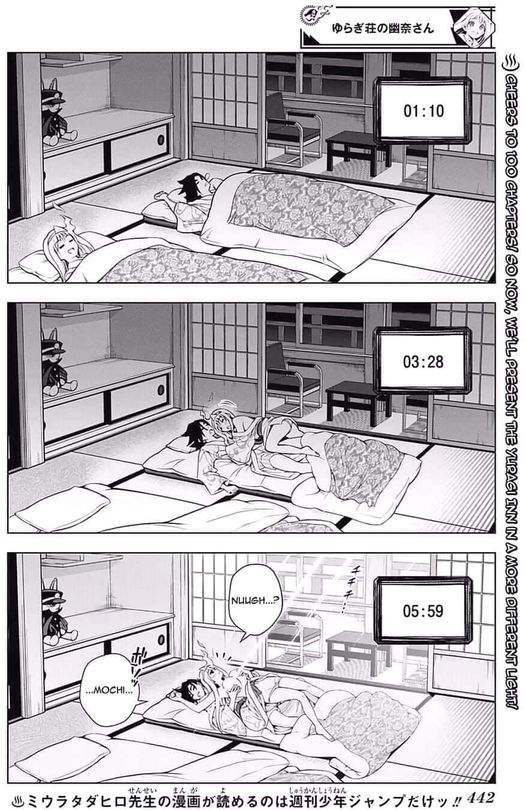 ゆらぎ荘の幽奈さん
CHEERS TO 100 CHAPTERS! SO NOW, WE'LL PRESENT THE YURAGI INN IN A MORE DIFFERENT LIGHT!
01:10
03:28
05:59
チチチ
NUUGH...?
ボソ
...MOCHI...
ミウラタダヒロ先生の漫画が読めるのは週刊少年ジャンプだけッ!!
442